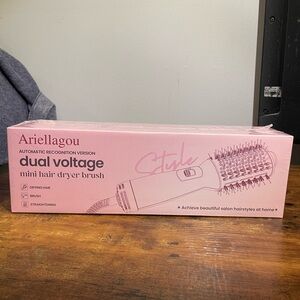 Ariellagou
AUTOMATIC RECOGNITION VERSION
dual voltage
mini hair dryer brush
Style
DRYING HAIR
BRUSH
STRAIGHTENING
Achieve beautiful salon hairstyles at home